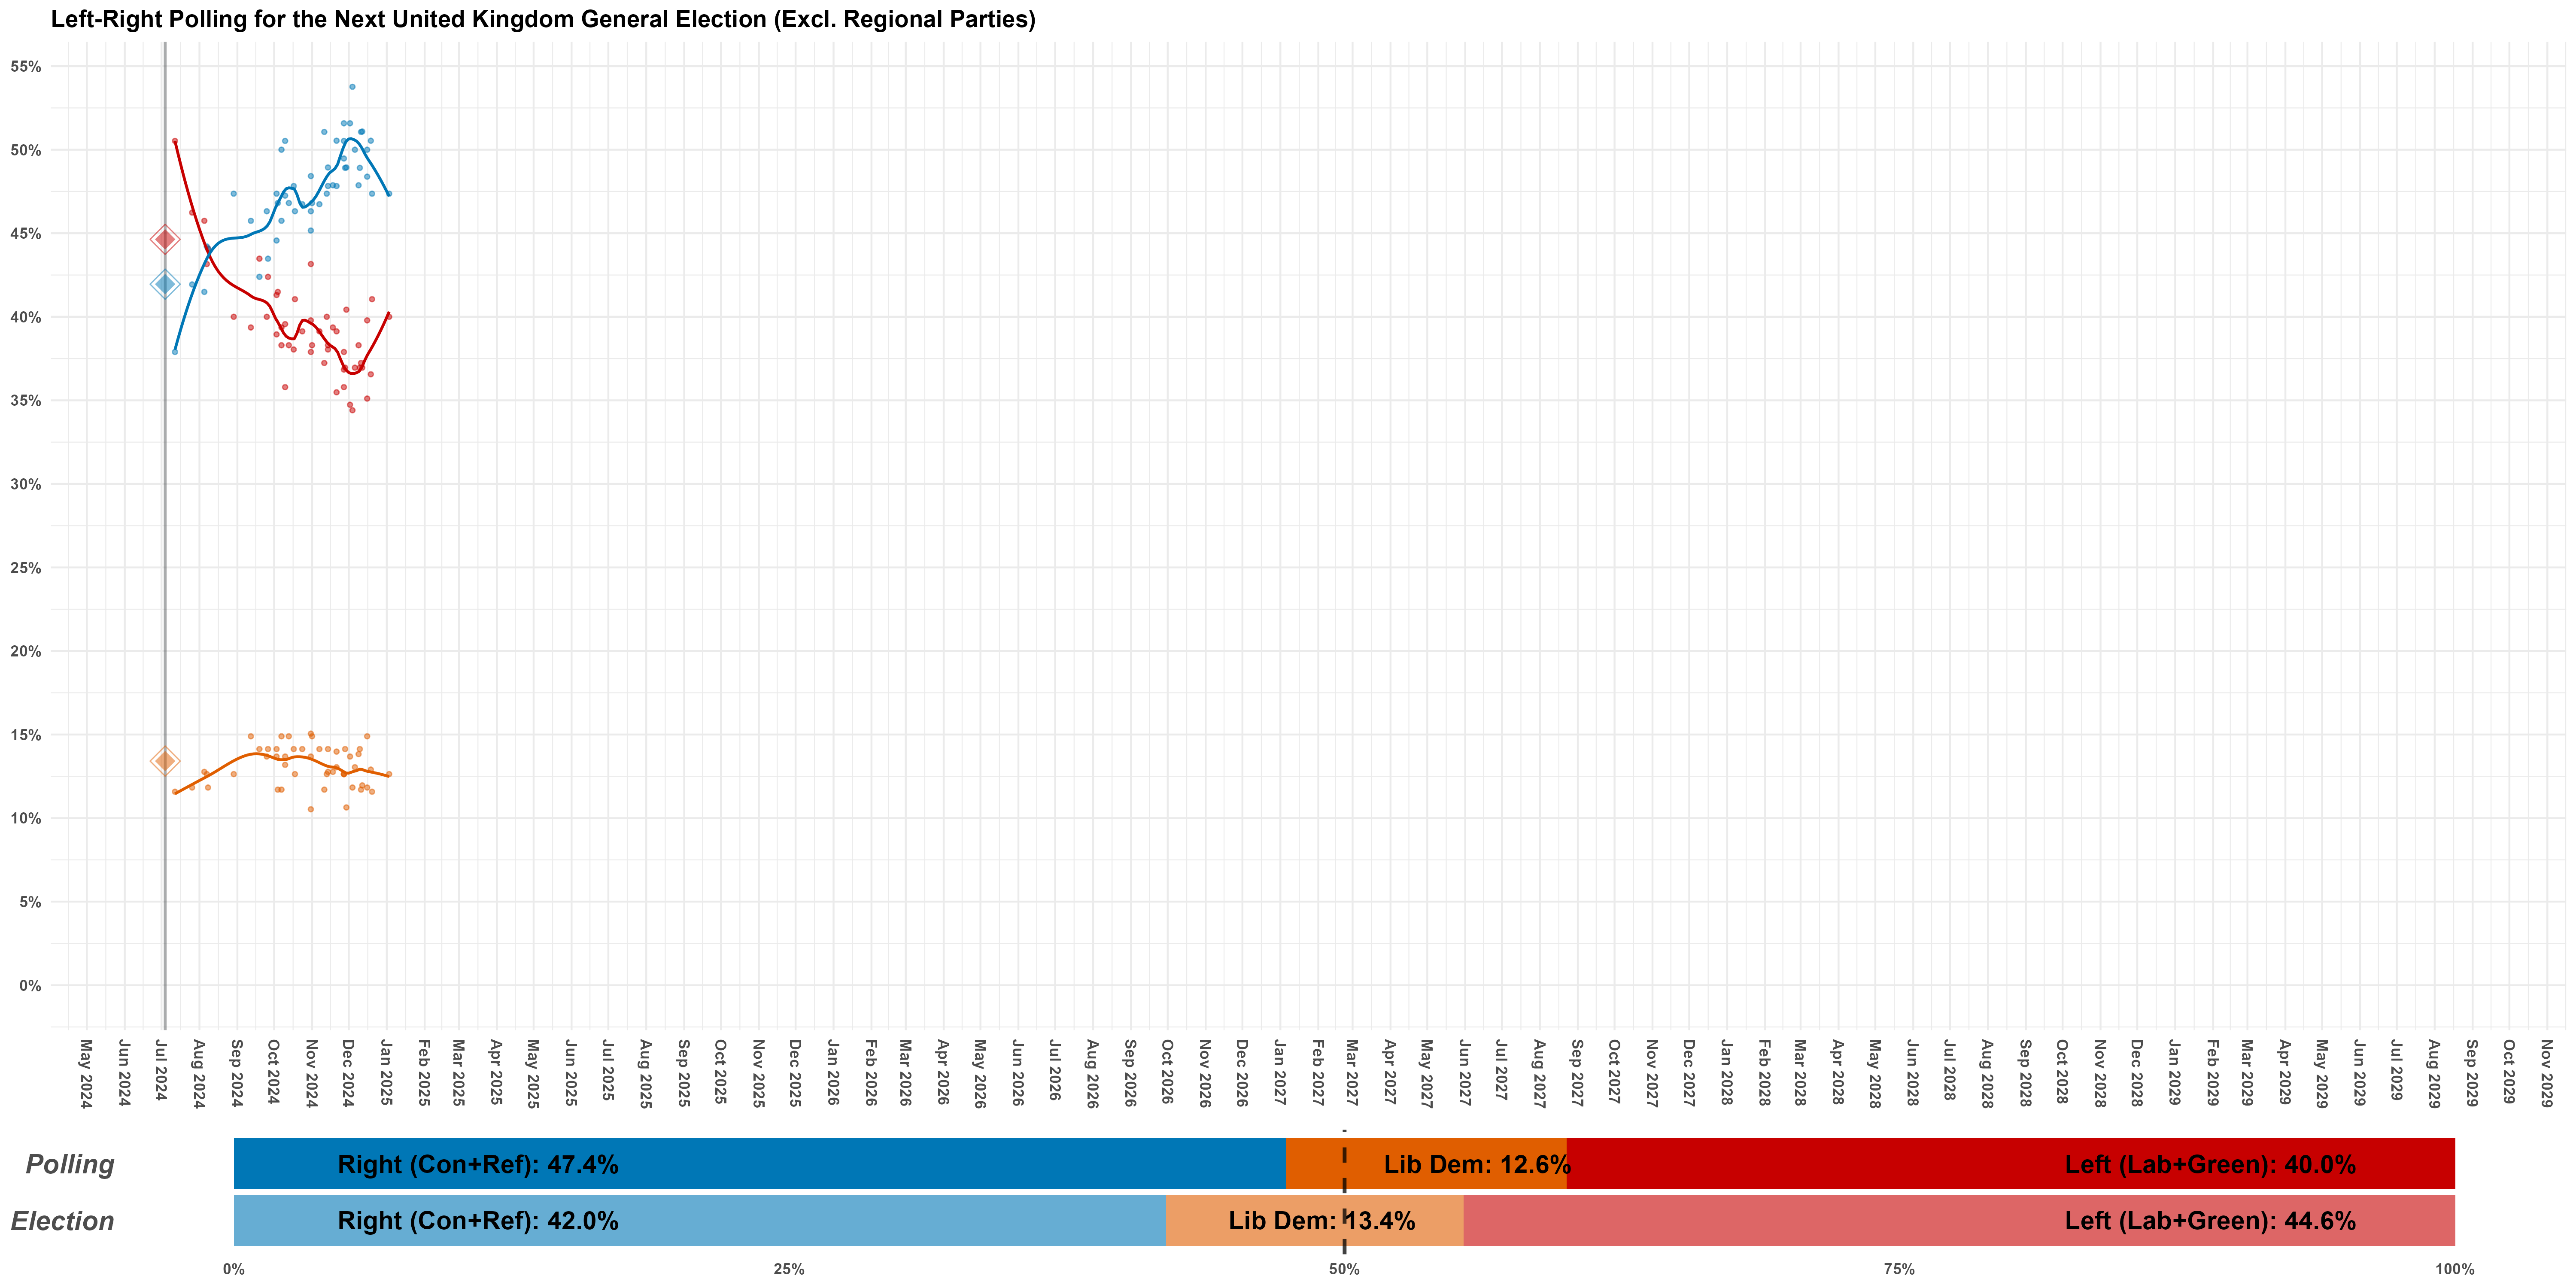 Left-Right Polling for the Next United Kingdom General Election (Excl. Regional Parties)
55%
50%
45%
40%
35%
30%
25%
20%
15%
10%
5%
0%
May 2024
Jun 2024
Jul 2024
Aug 2024
Sep 2024
Oct 2024
Nov 2024
Dec 2024
Jan 2025
Feb 2025
Mar 2025
Apr 2025
May 2025
Jun 2025
Jul 2025
Aug 2025
Sep 2025
Oct 2025
Nov 2025
Dec 2025
Jan 2026
Feb 2026
Mar 2026
Apr 2026
May 2026
Jun 2026
Jul 2026
Aug 2026
Sep 2026
Oct 2026
Nov 2026
Dec 2026
Jan 2027
Feb 2027
Mar 2027
Apr 2027
May 2027
Jun 2027
Jul 2027
Aug 2027
Sep 2027
Oct 2027
Nov 2027
Dec 2027
Jan 2028
Feb 2028
Mar 2028
Apr 2028
May 2028
Jun 2028
Jul 2028
Aug 2028
Sep 2028
Oct 2028
Nov 2028
Dec 2028
Jan 2029
Feb 2029
Mar 2029
Apr 2029
May 2029
Jun 2029
Jul 2029
Aug 2029
Sep 2029
Oct 2029
Nov 2029
Polling Right (Con+Ref): 47.4% Lib Dem: 12.6% Left (Lab+Green): 40.0%
Election Right (Con+Ref): 42.0% Lib Dem: 13.4% Left (Lab+Green): 44.6%
0% 25% 50% 75% 100%